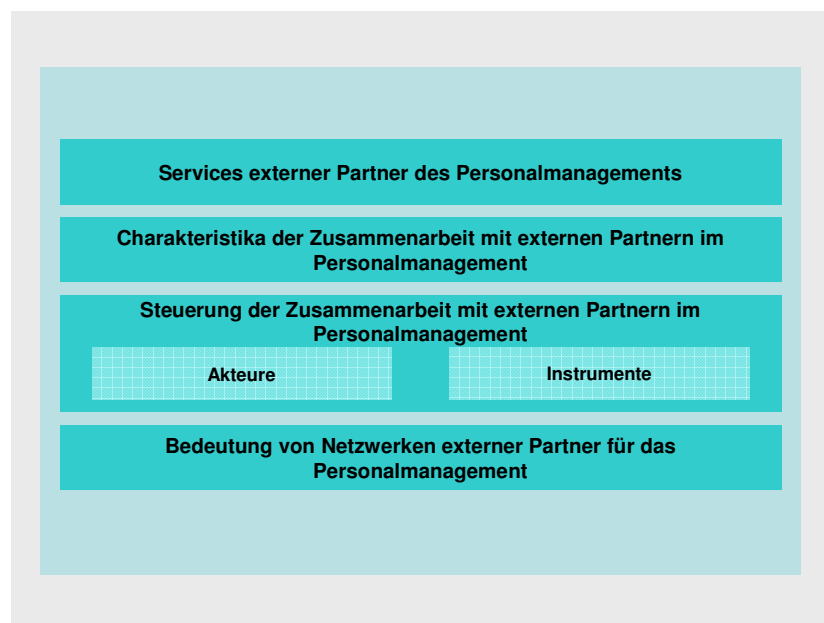 Services externer Partner des Personalmanagements
Charakteristika der Zusammenarbeit mit externen Partnern im
Personalmanagement
Steuerung der Zusammenarbeit mit externen Partnern im
Personalmanagement
Akteure
Instrumente
Bedeutung von Netzwerken externer Partner für das
Personalmanagement